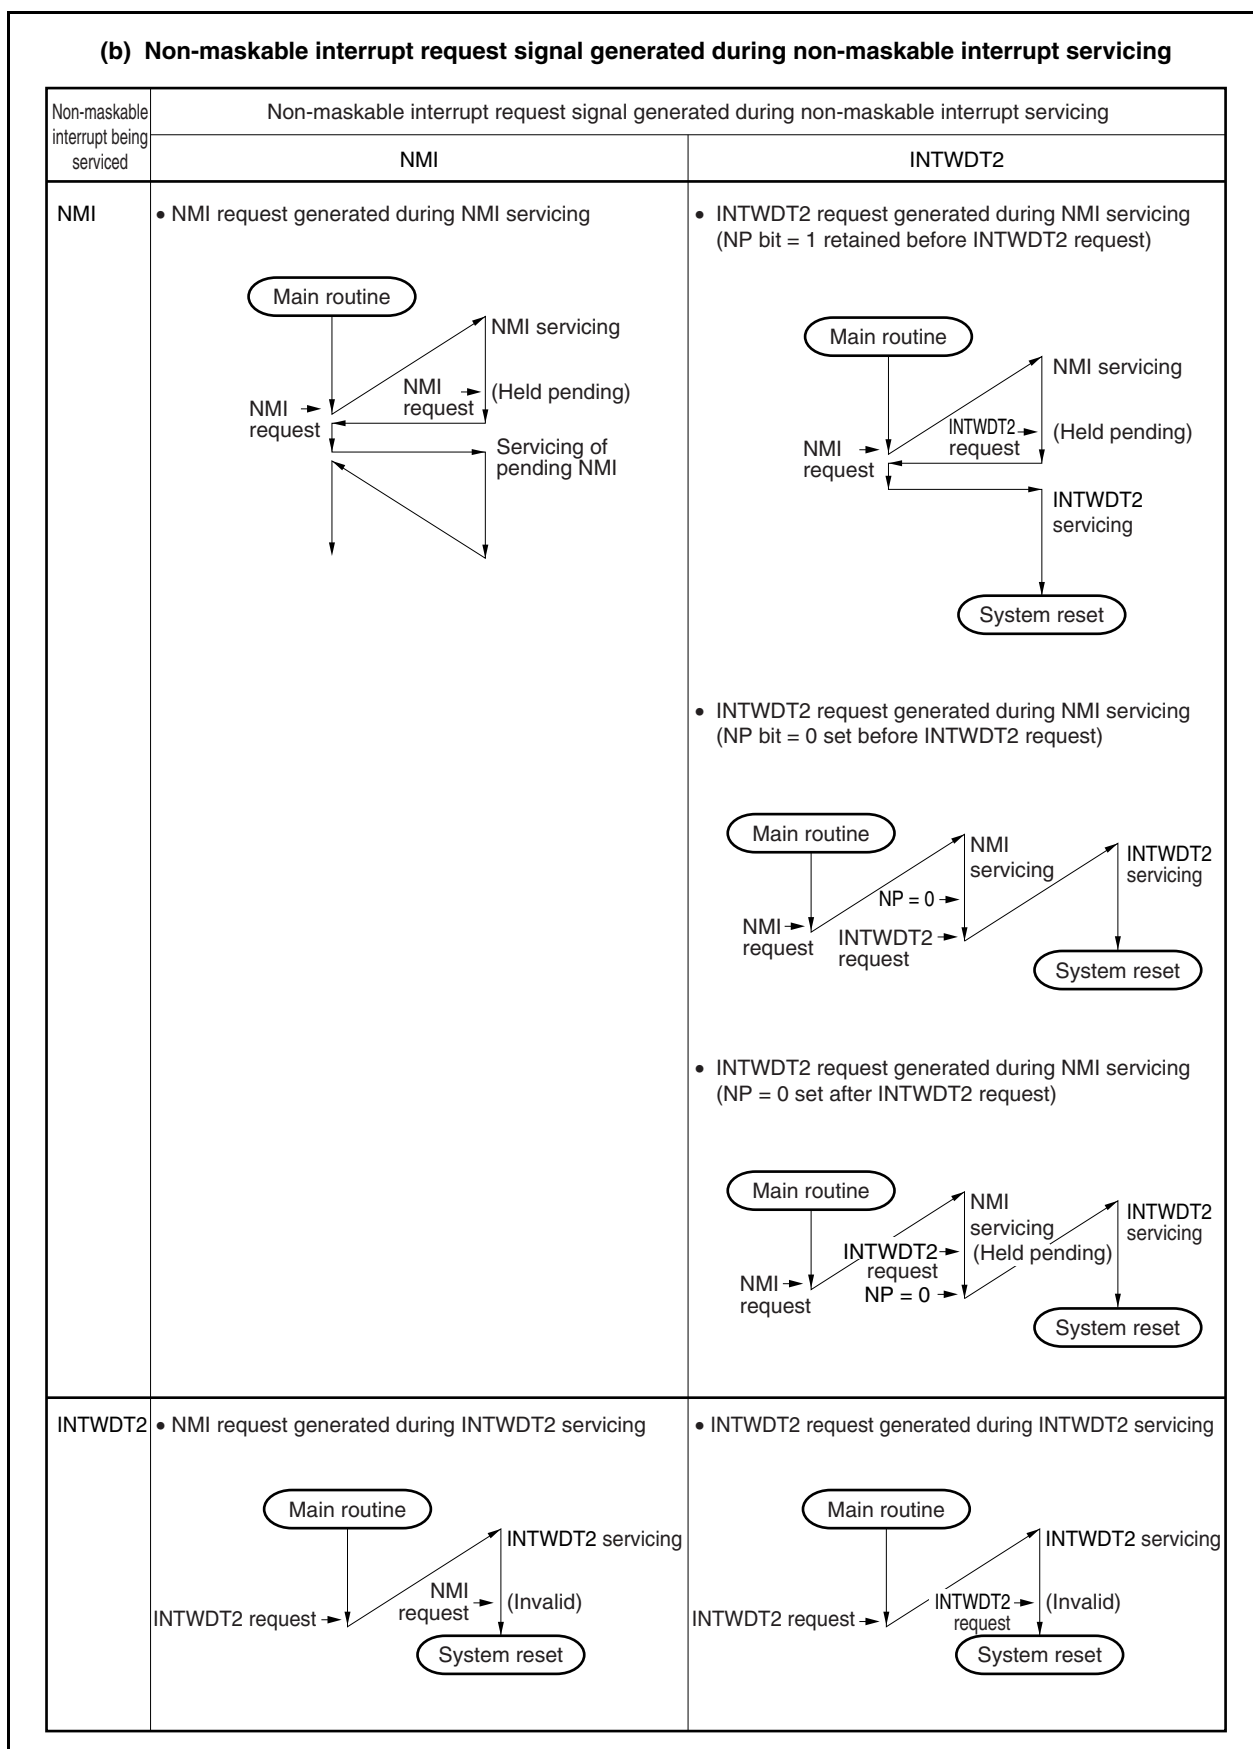 (b) Non-maskable interrupt request signal generated during non-maskable interrupt servicing
Non-maskable
interrupt being
serviced
Non-maskable interrupt request signal generated during non-maskable interrupt servicing
NMI
INTWDT2
NMI
• NMI request generated during NMI servicing
Main routine
NMI servicing
NMI
request
(Held pending)
NMI
request
Servicing of
pending NMI
• INTWDT2 request generated during NMI servicing
(NP bit = 1 retained before INTWDT2 request)
Main routine
NMI servicing
INTWDT2
request
(Held pending)
NMI
request
INTWDT2
servicing
System reset
• INTWDT2 request generated during NMI servicing
(NP bit = 0 set before INTWDT2 request)
Main routine
NMI
servicing
INTWDT2
servicing
NP = 0
NMI
request
INTWDT2
request
System reset
• INTWDT2 request generated during NMI servicing
(NP = 0 set after INTWDT2 request)
Main routine
NMI
servicing
INTWDT2
servicing
INTWDT2
request
(Held pending)
NMI
request
NP = 0
System reset
INTWDT2
• NMI request generated during INTWDT2 servicing
Main routine
INTWDT2 servicing
NMI
request
(Invalid)
INTWDT2 request
System reset
• INTWDT2 request generated during INTWDT2 servicing
Main routine
INTWDT2 servicing
INTWDT2
request
(Invalid)
INTWDT2 request
System reset